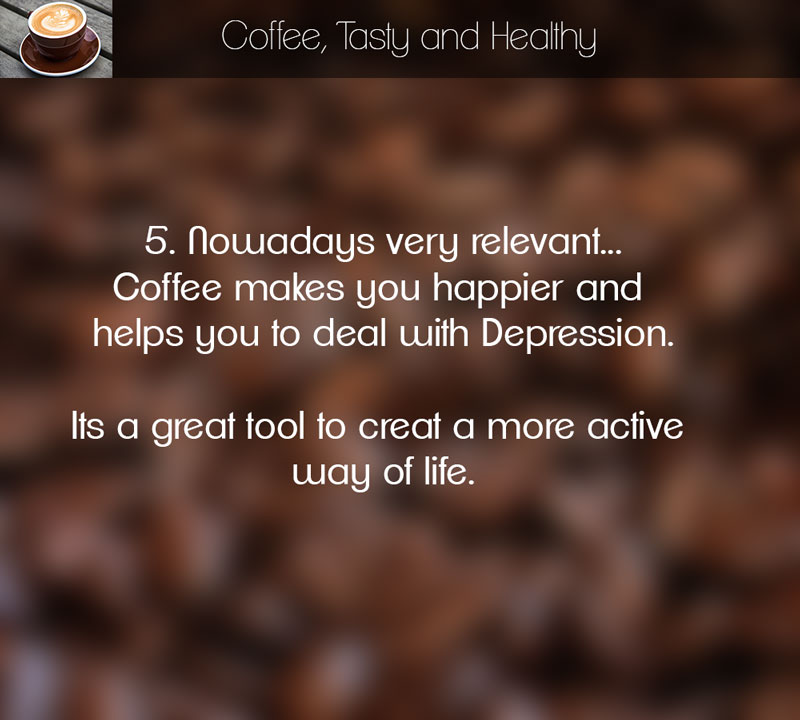 Coffee, Tasty and Healthy
5. Nowadays very relevant...
Coffee makes you happier and
helps you to deal with Depression.
Its a great tool to creat a more active
way of life.